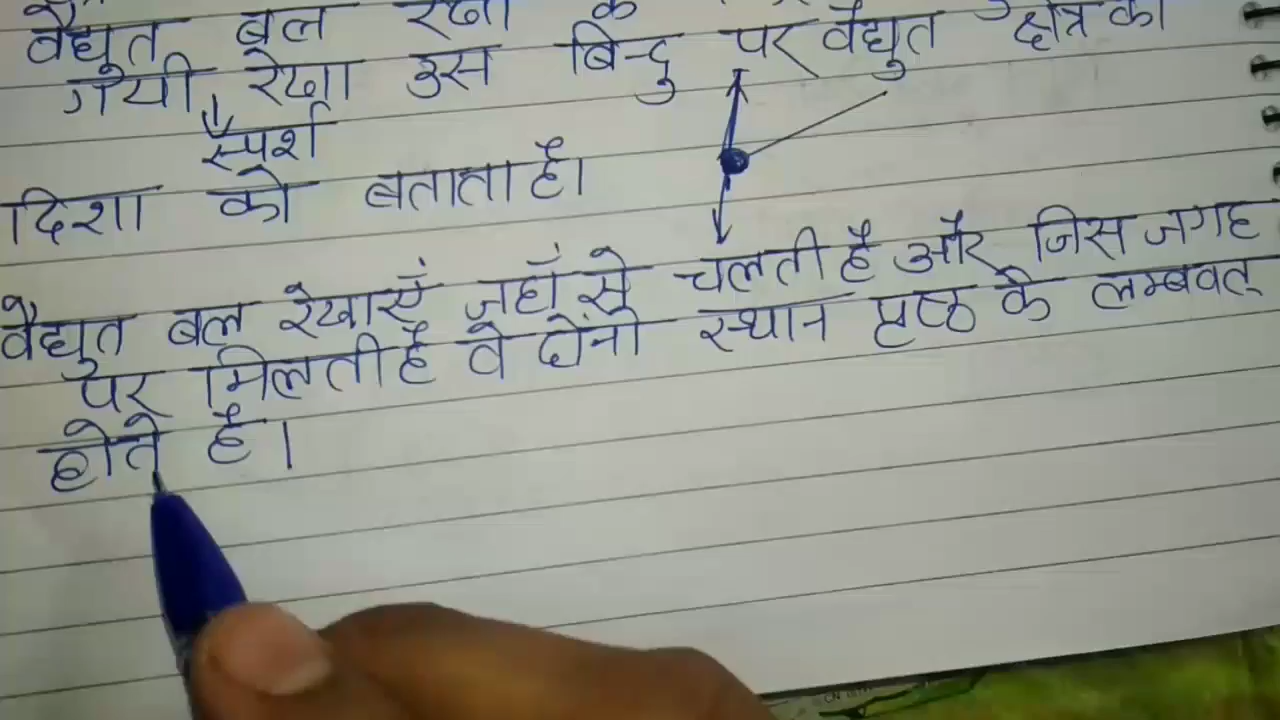 वैद्युत बल रेखा के
गयी रेखा उस बिन्दु पर वैद्युत क्षेत्र की
स्पर्श
दिशा को बताता है।
वैद्युत बल रेखाएँ जहाँ से चलती है और जिस जगह
पर मिलती है वे दोनो स्थान पृष्ठ के लम्बवत्
होते है।